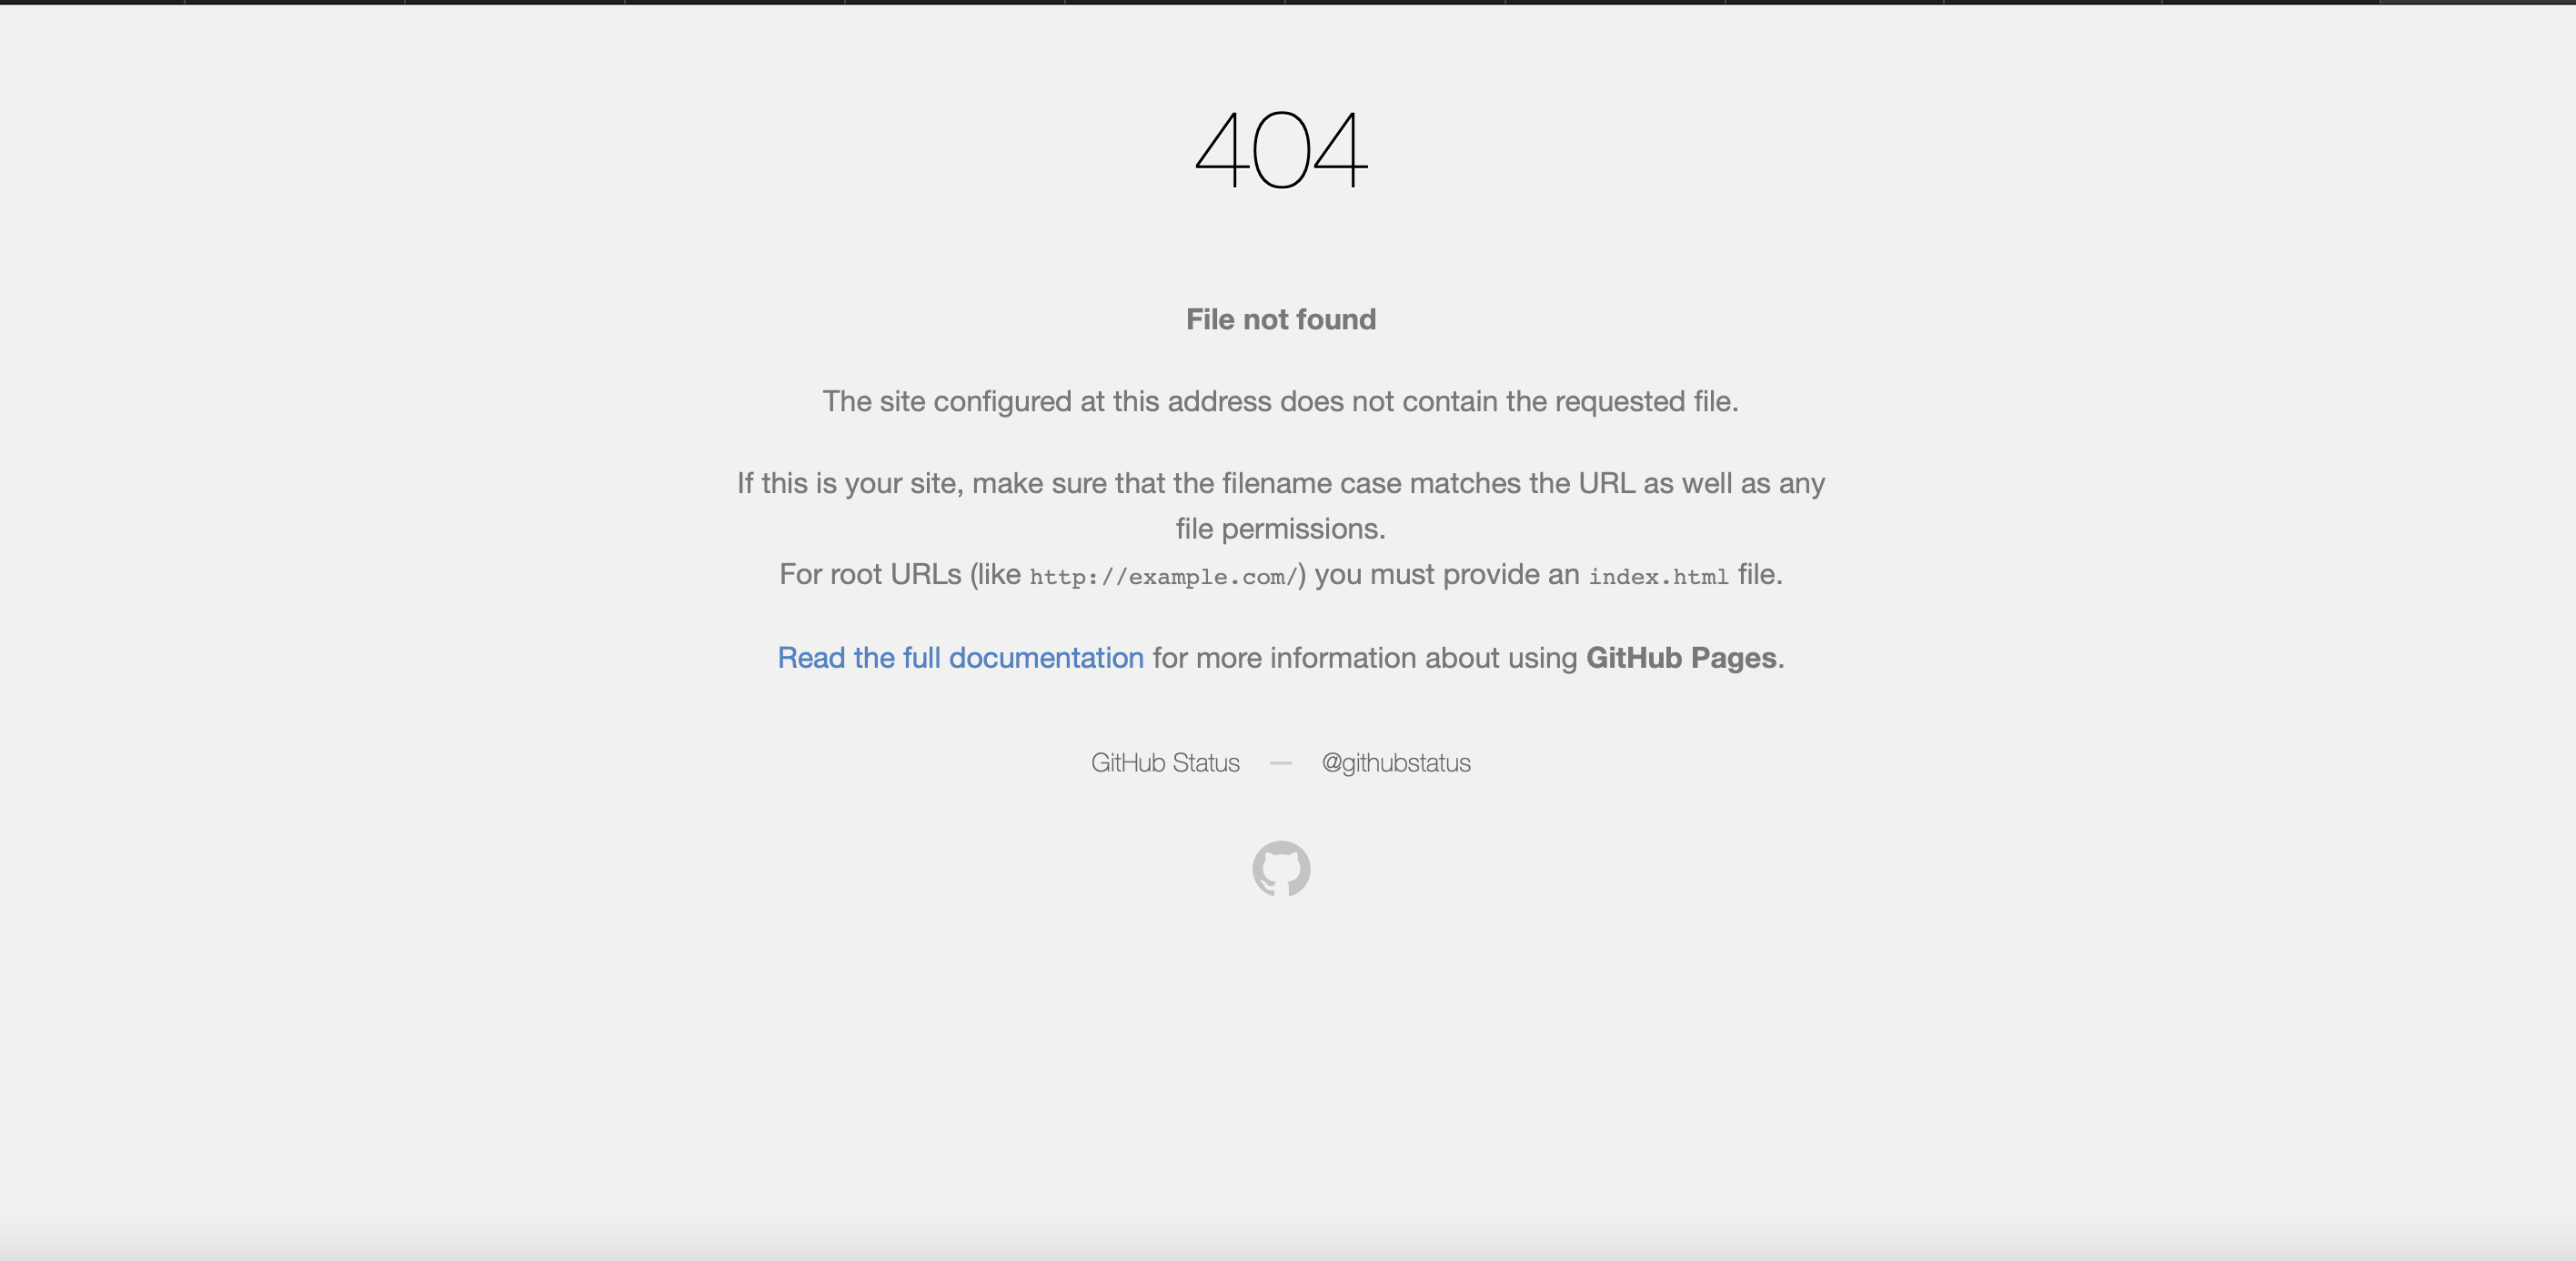 404
File not found
The site configured at this address does not contain the requested file.
If this is your site, make sure that the filename case matches the URL as well as any
file permissions.
For root URLs (like http://example.com/) you must provide an index.html file.
Read the full documentation for more information about using GitHub Pages.
GitHub Status — @githubstatus